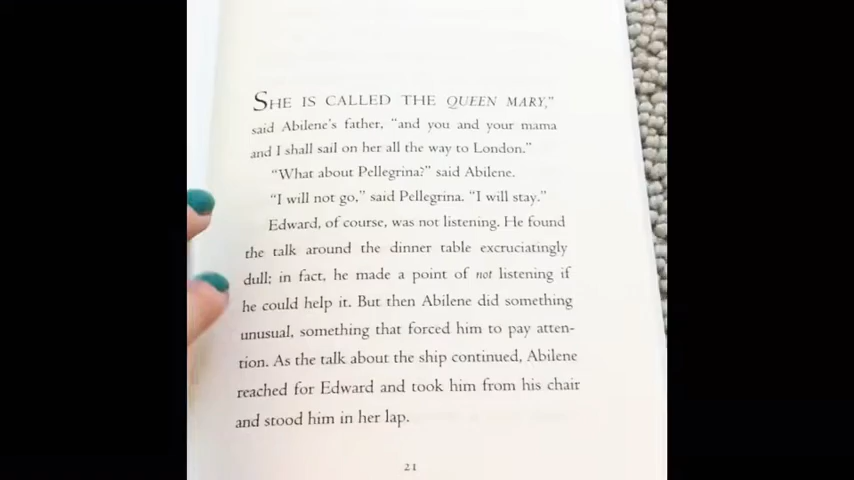 SHE IS CALLED THE QUEEN MARY,”
said Abilene’s father, “and you and your mama
and I shall sail on her all the way to London.”
“What about Pellegrina?” said Abilene.
“I will not go,” said Pellegrina. “I will stay.”
Edward, of course, was not listening. He found
the talk around the dinner table excruciatingly
dull; in fact, he made a point of not listening if
he could help it. But then Abilene did something
unusual, something that forced him to pay atten-
tion. As the talk about the ship continued, Abilene
reached for Edward and took him from his chair
and stood him in her lap.
21